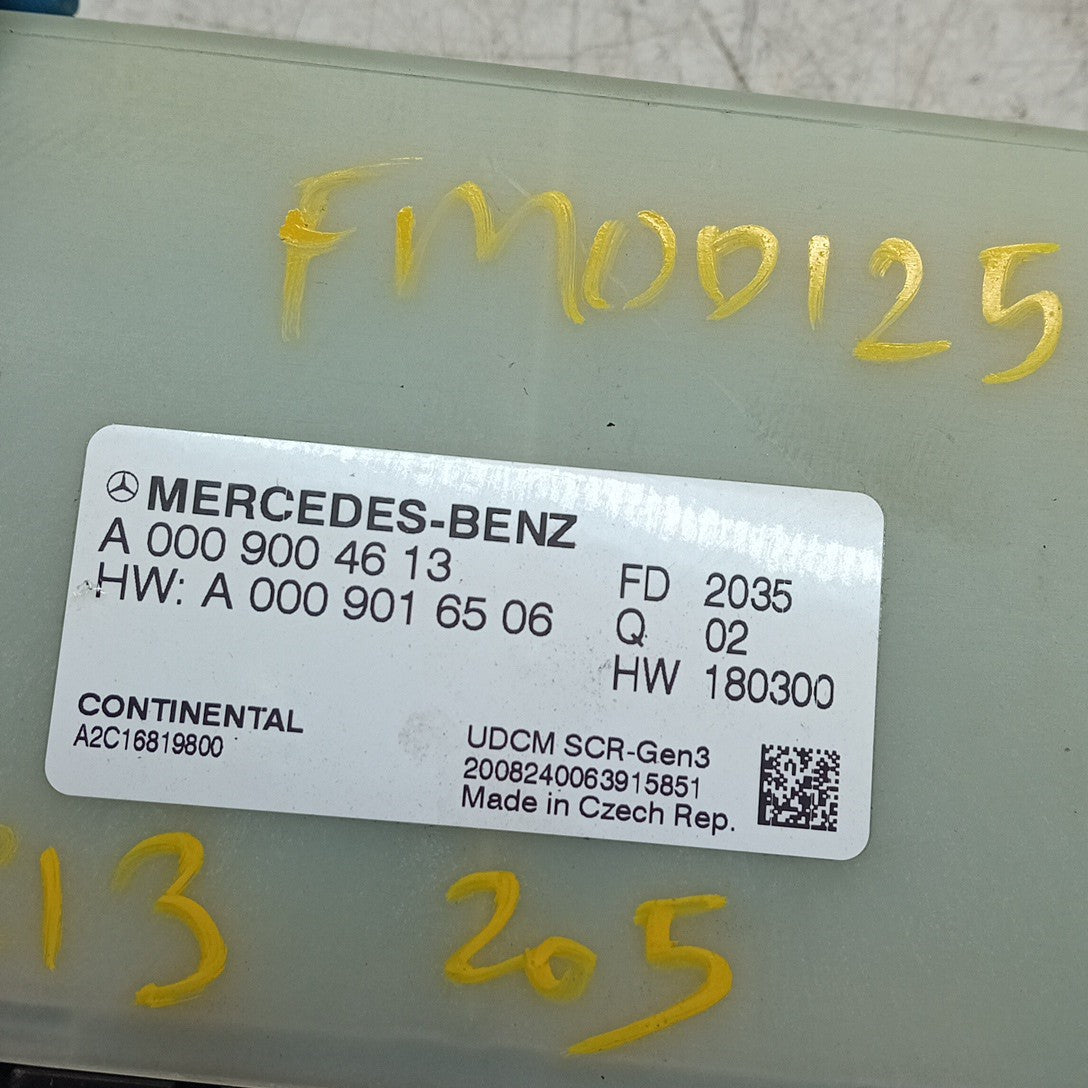 FM00125
MERCEDES-BENZ
A 000 900 46 13
HW: A 000 901 65 06
FD 2035
Q 02
HW 180300
CONTINENTAL
A2C16819800
UDCM SCR-Gen3
2008240063915851
Made in Czech Rep.
13 205